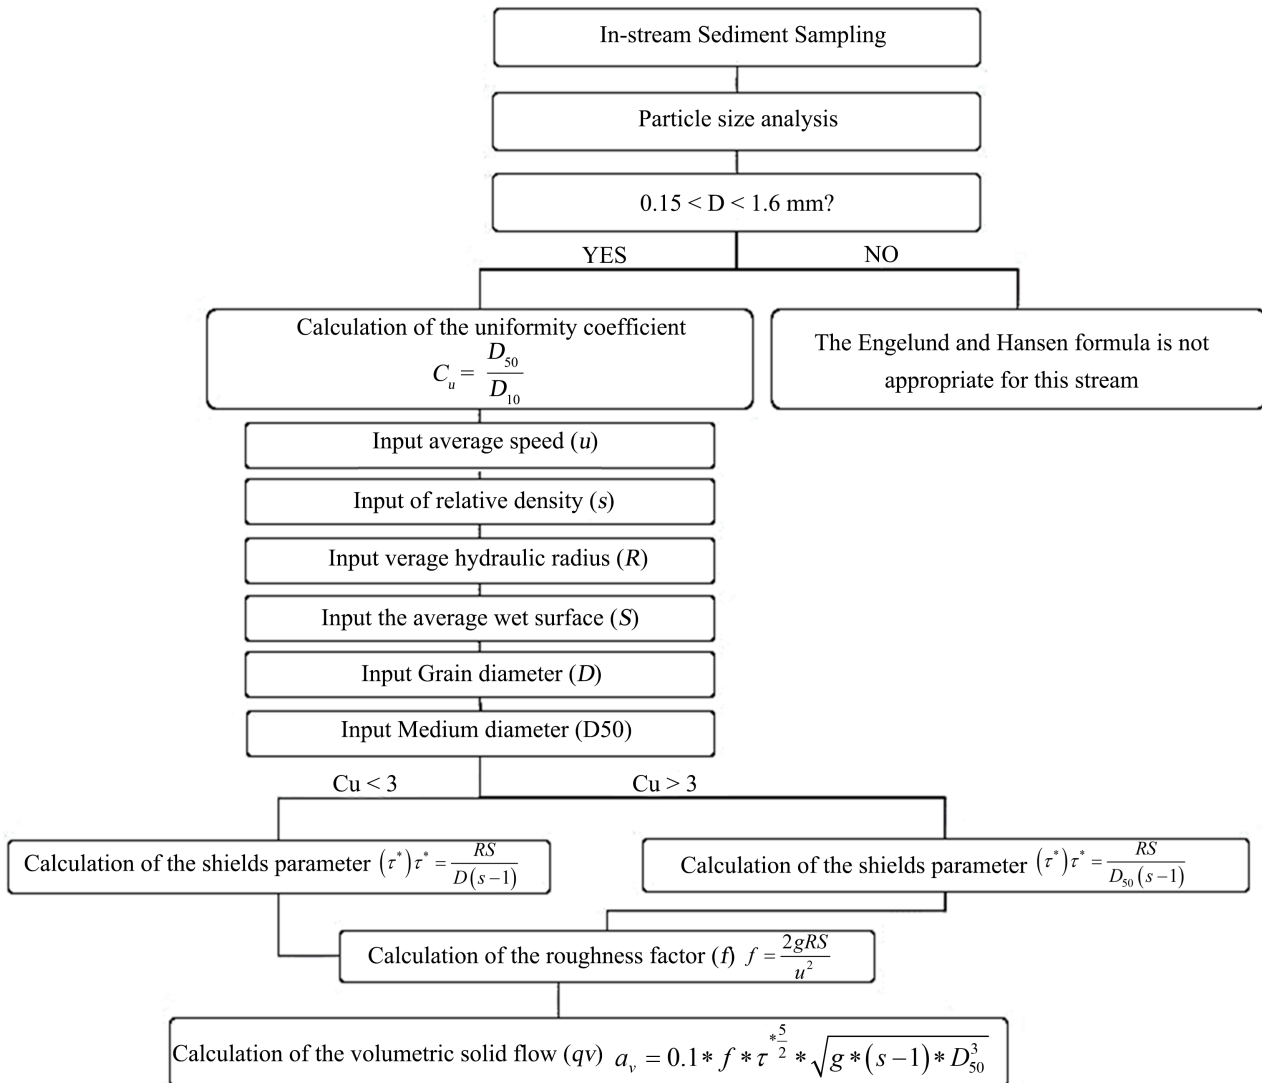 In-stream Sediment Sampling
Particle size analysis
0.15 < D < 1.6 mm?
YES
NO
Calculation of the uniformity coefficient
C_u = D_50 / D_10
The Engelund and Hansen formula is not
appropriate for this stream
Input average speed (u)
Input of relative density (s)
Input verage hydraulic radius (R)
Input the average wet surface (S)
Input Grain diameter (D)
Input Medium diameter (D50)
Cu < 3
Cu > 3
Calculation of the shields parameter (τ*) τ* = RS / D(s−1)
Calculation of the shields parameter (τ*) τ* = RS / D_50(s−1)
Calculation of the roughness factor (f) f = 2gRS / u²
Calculation of the volumetric solid flow (qv) a_v = 0.1* f * τ^(*5/2) * √(g*(s−1)*D_50^3)